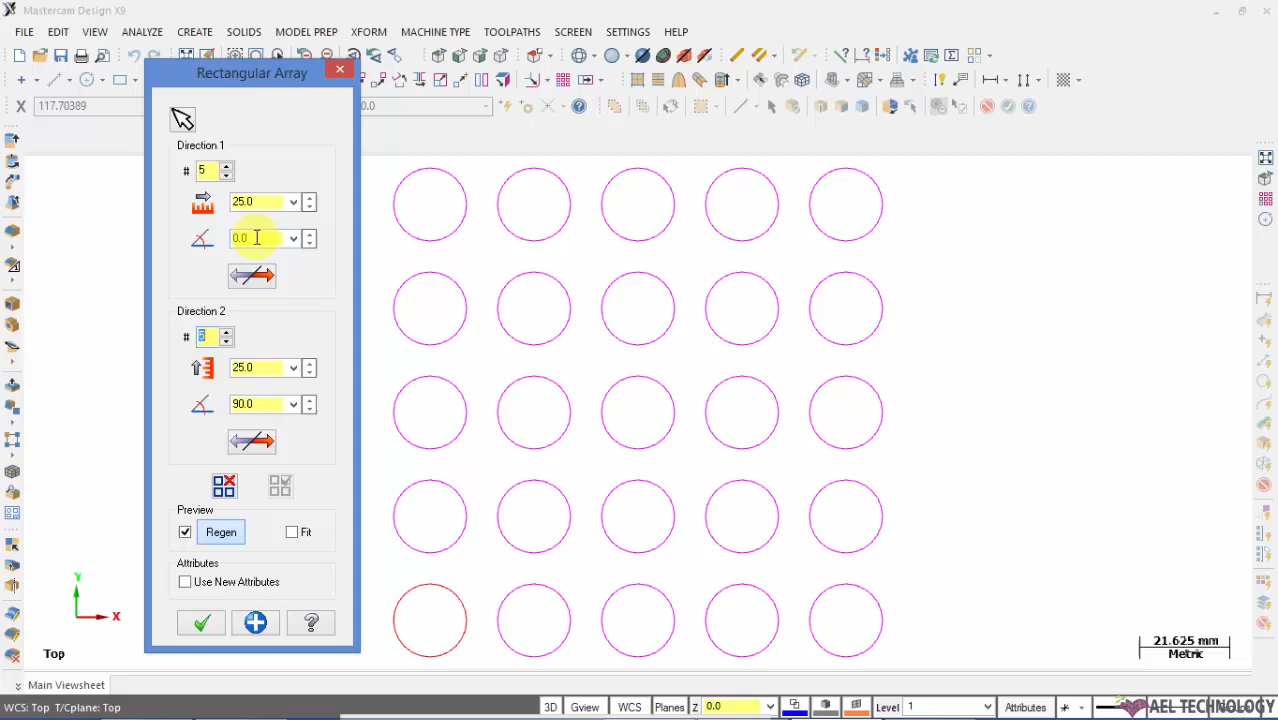 Mastercam Design X9
FILE EDIT VIEW ANALYZE CREATE SOLIDS MODEL PREP XFORM MACHINE TYPE TOOLPATHS SCREEN SETTINGS HELP
117.70389
0.0
Rectangular Array
Direction 1
# 5
25.0
0.0
Direction 2
# 5
25.0
90.0
Preview
Regen Fit
Attributes
Use New Attributes
Y
X
Top
21.625 mm
Metric
Main Viewsheet
WCS: Top T/Cplane: Top 3D Gview WCS Planes Z 0.0 Level 1 Attributes
AEL TECHNOLOGY